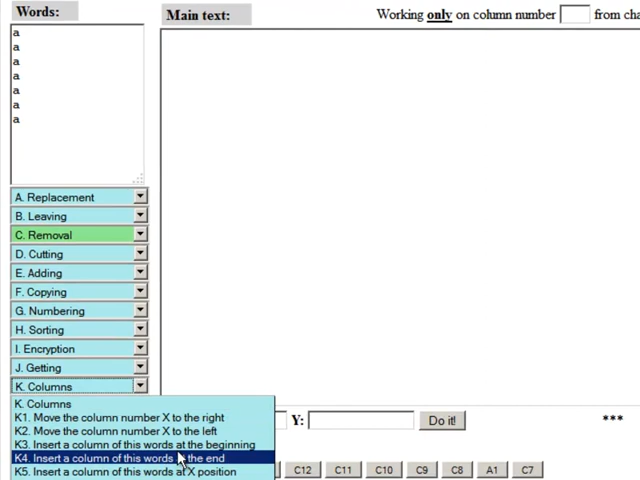 Words:
Main text:
Working only on column number from cha
a
a
a
a
a
a
a
A. Replacement
B. Leaving
C. Removal
D. Cutting
E. Adding
F. Copying
G. Numbering
H. Sorting
I. Encryption
J. Getting
K. Columns
K. Columns
K1. Move the column number X to the right
K2. Move the column number X to the left
K3. Insert a column of this words at the beginning
K4. Insert a column of this words the end
K5. Insert a column of this words at X position
Y: Do it! ***
C12 C11 C10 C9 C8 A1 C7